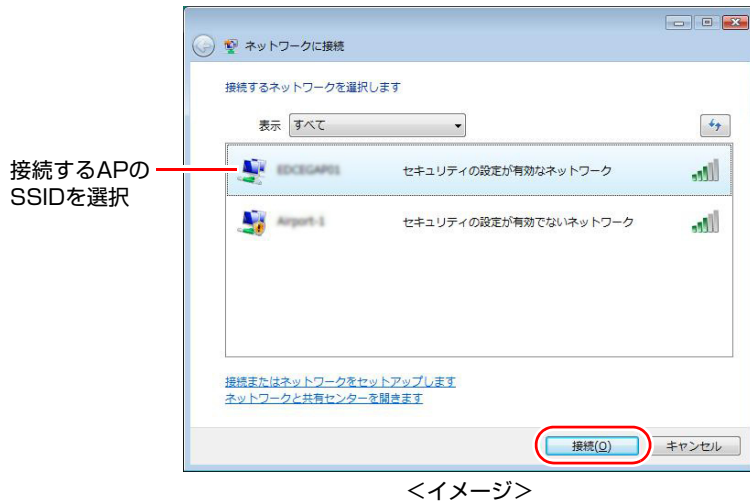 ネットワークに接続
接続するネットワークを選択します
表示 すべて
接続するAPの
SSIDを選択
セキュリティの設定が有効なネットワーク
Airport-1 セキュリティの設定が有効でないネットワーク
接続またはネットワークをセットアップします
ネットワークと共有センターを開きます
接続(O) キャンセル
＜イメージ＞